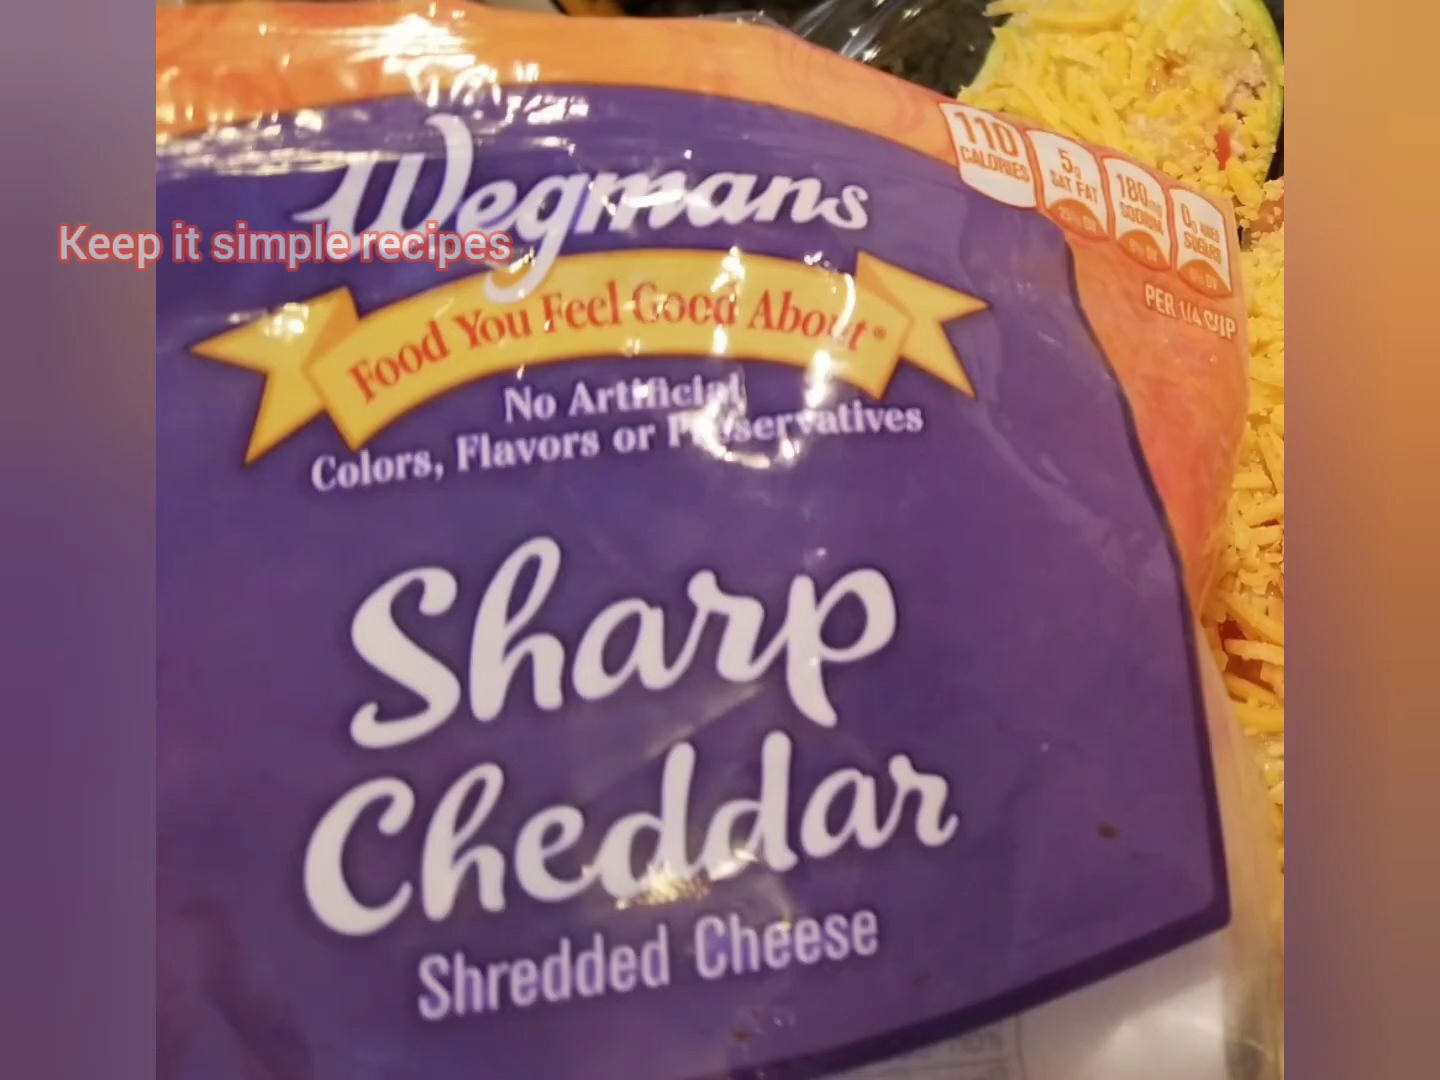 Wegmans
Keep it simple recipes
Food You Feel Good About®
No Artificial
Colors, Flavors or Preservatives
Sharp
Cheddar
Shredded Cheese
110
CALORIES
5g
SAT FAT
180mg
SODIUM
0g ADDED
SUGARS
PER 1/4 CUP